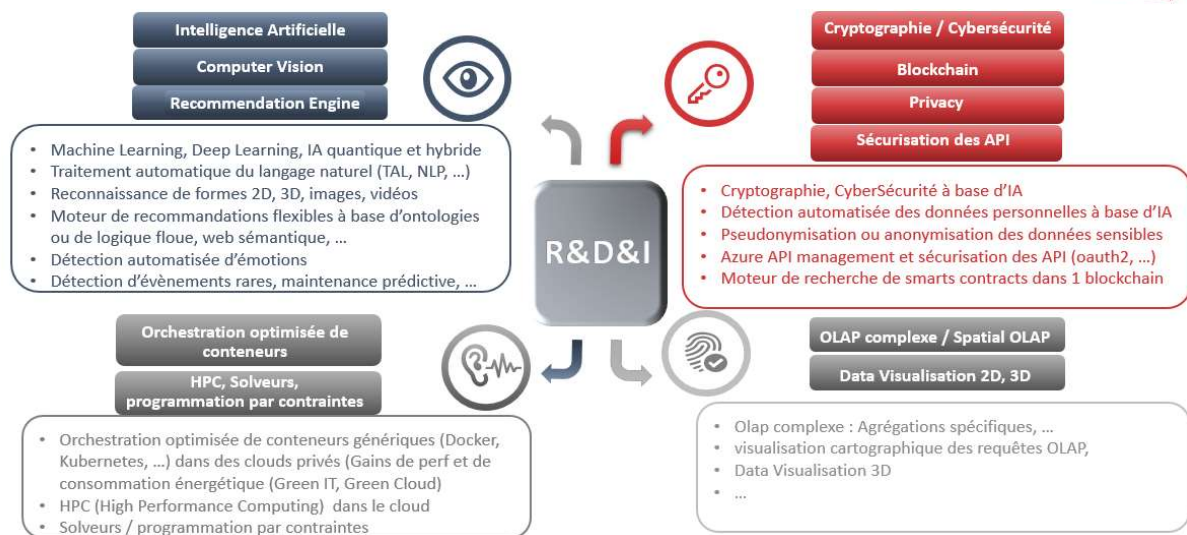 Intelligence Artificielle
Computer Vision
Recommendation Engine
• Machine Learning, Deep Learning, IA quantique et hybride
• Traitement automatique du langage naturel (TAL, NLP, ...)
• Reconnaissance de formes 2D, 3D, images, vidéos
• Moteur de recommandations flexibles à base d’ontologies
ou de logique floue, web sémantique, ...
• Détection automatisée d’émotions
• Détection d’évènements rares, maintenance prédictive, ...
Cryptographie / Cybersécurité
Blockchain
Privacy
Sécurisation des API
• Cryptographie, CyberSécurité à base d’IA
• Détection automatisée des données personnelles à base d’IA
• Pseudonymisation ou anonymisation des données sensibles
• Azure API management et sécurisation des API (oauth2, ...)
• Moteur de recherche de smarts contracts dans 1 blockchain
R&D&I
Orchestration optimisée de
conteneurs
HPC, Solveurs,
programmation par contraintes
• Orchestration optimisée de conteneurs génériques (Docker,
Kubernetes, ...) dans des clouds privés (Gains de perf et de
consommation énergétique (Green IT, Green Cloud)
• HPC (High Performance Computing) dans le cloud
• Solveurs / programmation par contraintes
OLAP complexe / Spatial OLAP
Data Visualisation 2D, 3D
• Olap complexe : Agrégations spécifiques, ...
• visualisation cartographique des requêtes OLAP,
• Data Visualisation 3D
• ...